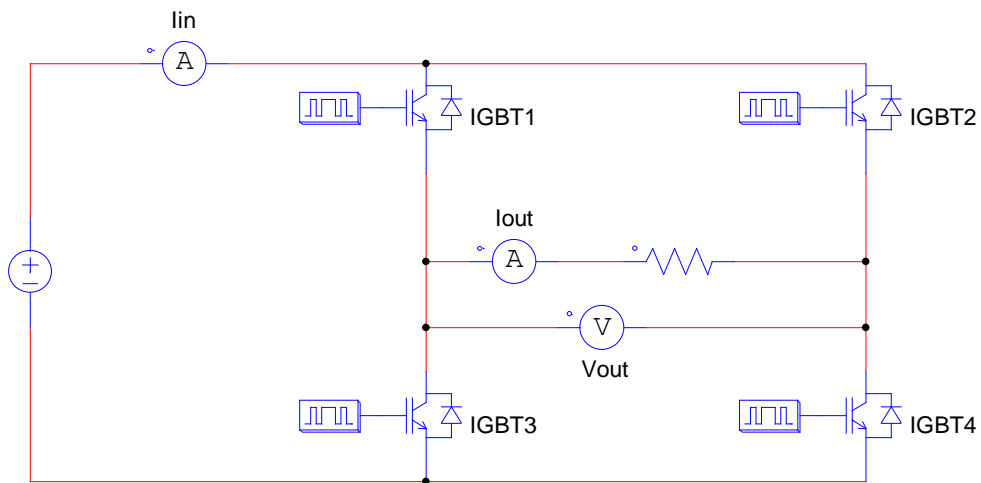 Iin
A
IGBT1
IGBT2
Iout
A
V
Vout
IGBT3
IGBT4